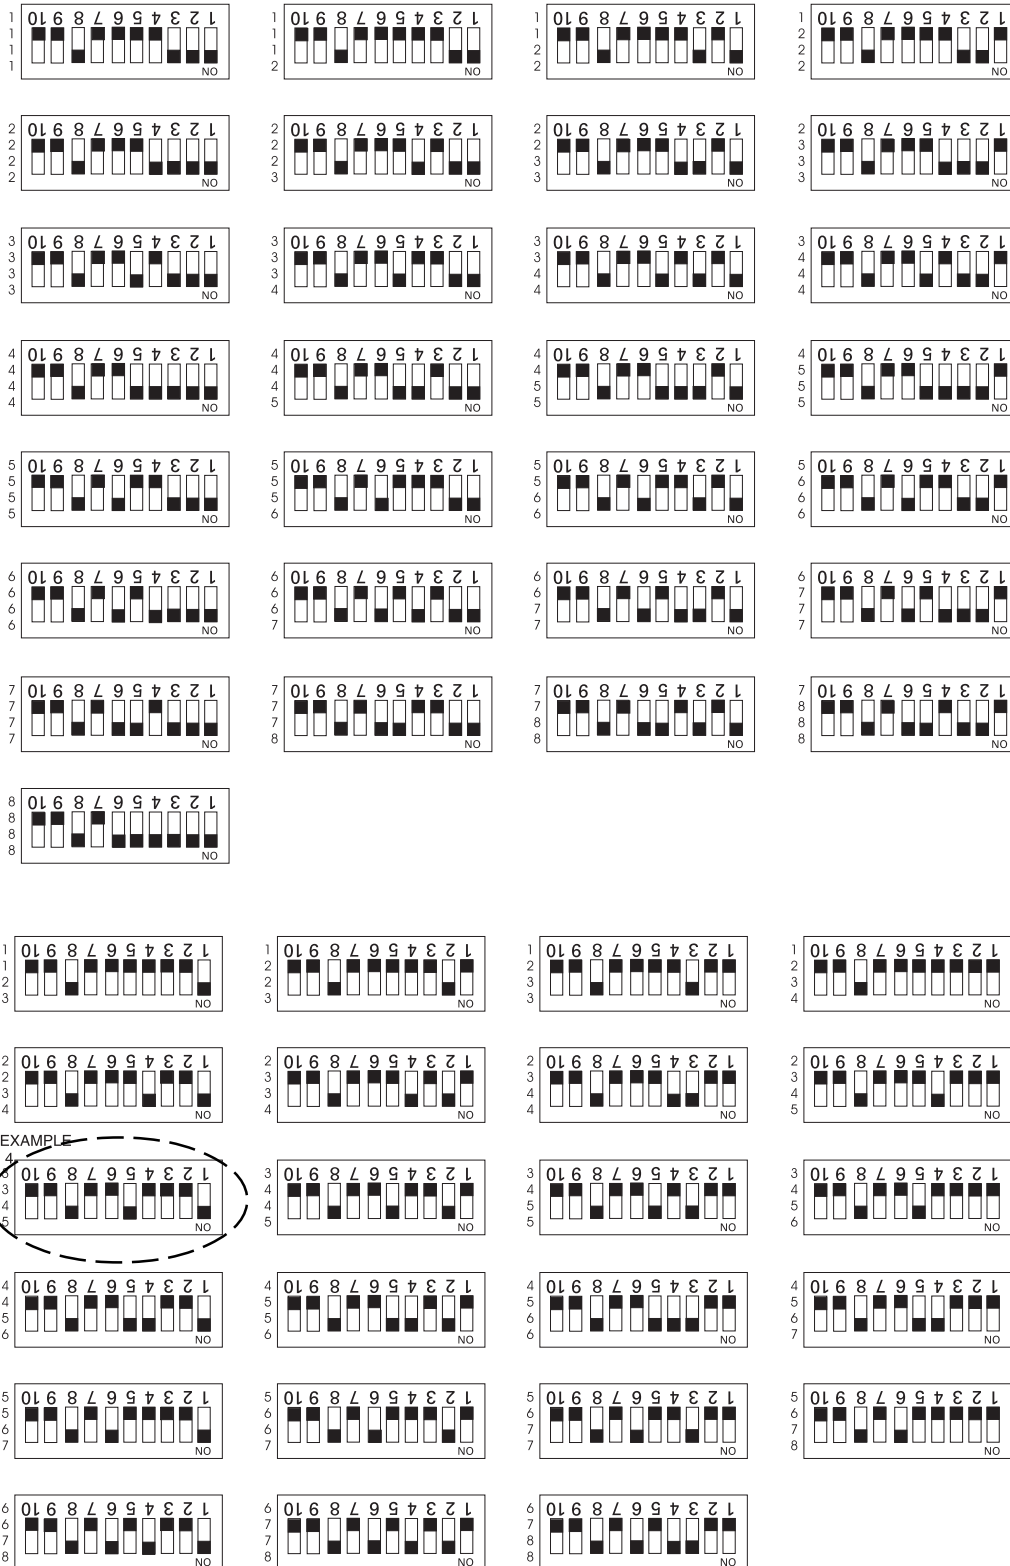 1 1 1 1
10 9 8 7 6 5 4 3 2 1
NO
1 1 1 2
10 9 8 7 6 5 4 3 2 1
NO
1 1 2 2
10 9 8 7 6 5 4 3 2 1
NO
1 2 2 2
10 9 8 7 6 5 4 3 2 1
NO
2 2 2 2
10 9 8 7 6 5 4 3 2 1
NO
2 2 2 3
10 9 8 7 6 5 4 3 2 1
NO
2 2 3 3
10 9 8 7 6 5 4 3 2 1
NO
2 3 3 3
10 9 8 7 6 5 4 3 2 1
NO
3 3 3 3
10 9 8 7 6 5 4 3 2 1
NO
3 3 3 4
10 9 8 7 6 5 4 3 2 1
NO
3 3 4 4
10 9 8 7 6 5 4 3 2 1
NO
3 4 4 4
10 9 8 7 6 5 4 3 2 1
NO
4 4 4 4
10 9 8 7 6 5 4 3 2 1
NO
4 4 4 5
10 9 8 7 6 5 4 3 2 1
NO
4 4 5 5
10 9 8 7 6 5 4 3 2 1
NO
4 5 5 5
10 9 8 7 6 5 4 3 2 1
NO
5 5 5 5
10 9 8 7 6 5 4 3 2 1
NO
5 5 5 6
10 9 8 7 6 5 4 3 2 1
NO
5 5 6 6
10 9 8 7 6 5 4 3 2 1
NO
5 6 6 6
10 9 8 7 6 5 4 3 2 1
NO
6 6 6 6
10 9 8 7 6 5 4 3 2 1
NO
6 6 6 7
10 9 8 7 6 5 4 3 2 1
NO
6 6 7 7
10 9 8 7 6 5 4 3 2 1
NO
6 7 7 7
10 9 8 7 6 5 4 3 2 1
NO
7 7 7 7
10 9 8 7 6 5 4 3 2 1
NO
7 7 7 8
10 9 8 7 6 5 4 3 2 1
NO
7 7 8 8
10 9 8 7 6 5 4 3 2 1
NO
7 8 8 8
10 9 8 7 6 5 4 3 2 1
NO
8 8 8 8
10 9 8 7 6 5 4 3 2 1
NO
1 1 2 3
10 9 8 7 6 5 4 3 2 1
NO
1 2 2 3
10 9 8 7 6 5 4 3 2 1
NO
1 2 3 3
10 9 8 7 6 5 4 3 2 1
NO
1 2 3 4
10 9 8 7 6 5 4 3 2 1
NO
2 2 3 4
10 9 8 7 6 5 4 3 2 1
NO
2 3 3 4
10 9 8 7 6 5 4 3 2 1
NO
2 3 4 4
10 9 8 7 6 5 4 3 2 1
NO
2 3 4 5
10 9 8 7 6 5 4 3 2 1
NO
EXAMPLE
4
3 3 4 5
10 9 8 7 6 5 4 3 2 1
NO
3 4 4 5
10 9 8 7 6 5 4 3 2 1
NO
3 4 5 5
10 9 8 7 6 5 4 3 2 1
NO
3 4 5 6
10 9 8 7 6 5 4 3 2 1
NO
4 4 5 6
10 9 8 7 6 5 4 3 2 1
NO
4 5 5 6
10 9 8 7 6 5 4 3 2 1
NO
4 5 6 6
10 9 8 7 6 5 4 3 2 1
NO
4 5 6 7
10 9 8 7 6 5 4 3 2 1
NO
5 5 6 7
10 9 8 7 6 5 4 3 2 1
NO
5 6 6 7
10 9 8 7 6 5 4 3 2 1
NO
5 6 7 7
10 9 8 7 6 5 4 3 2 1
NO
5 6 7 8
10 9 8 7 6 5 4 3 2 1
NO
6 6 7 8
10 9 8 7 6 5 4 3 2 1
NO
6 7 7 8
10 9 8 7 6 5 4 3 2 1
NO
6 7 8 8
10 9 8 7 6 5 4 3 2 1
NO